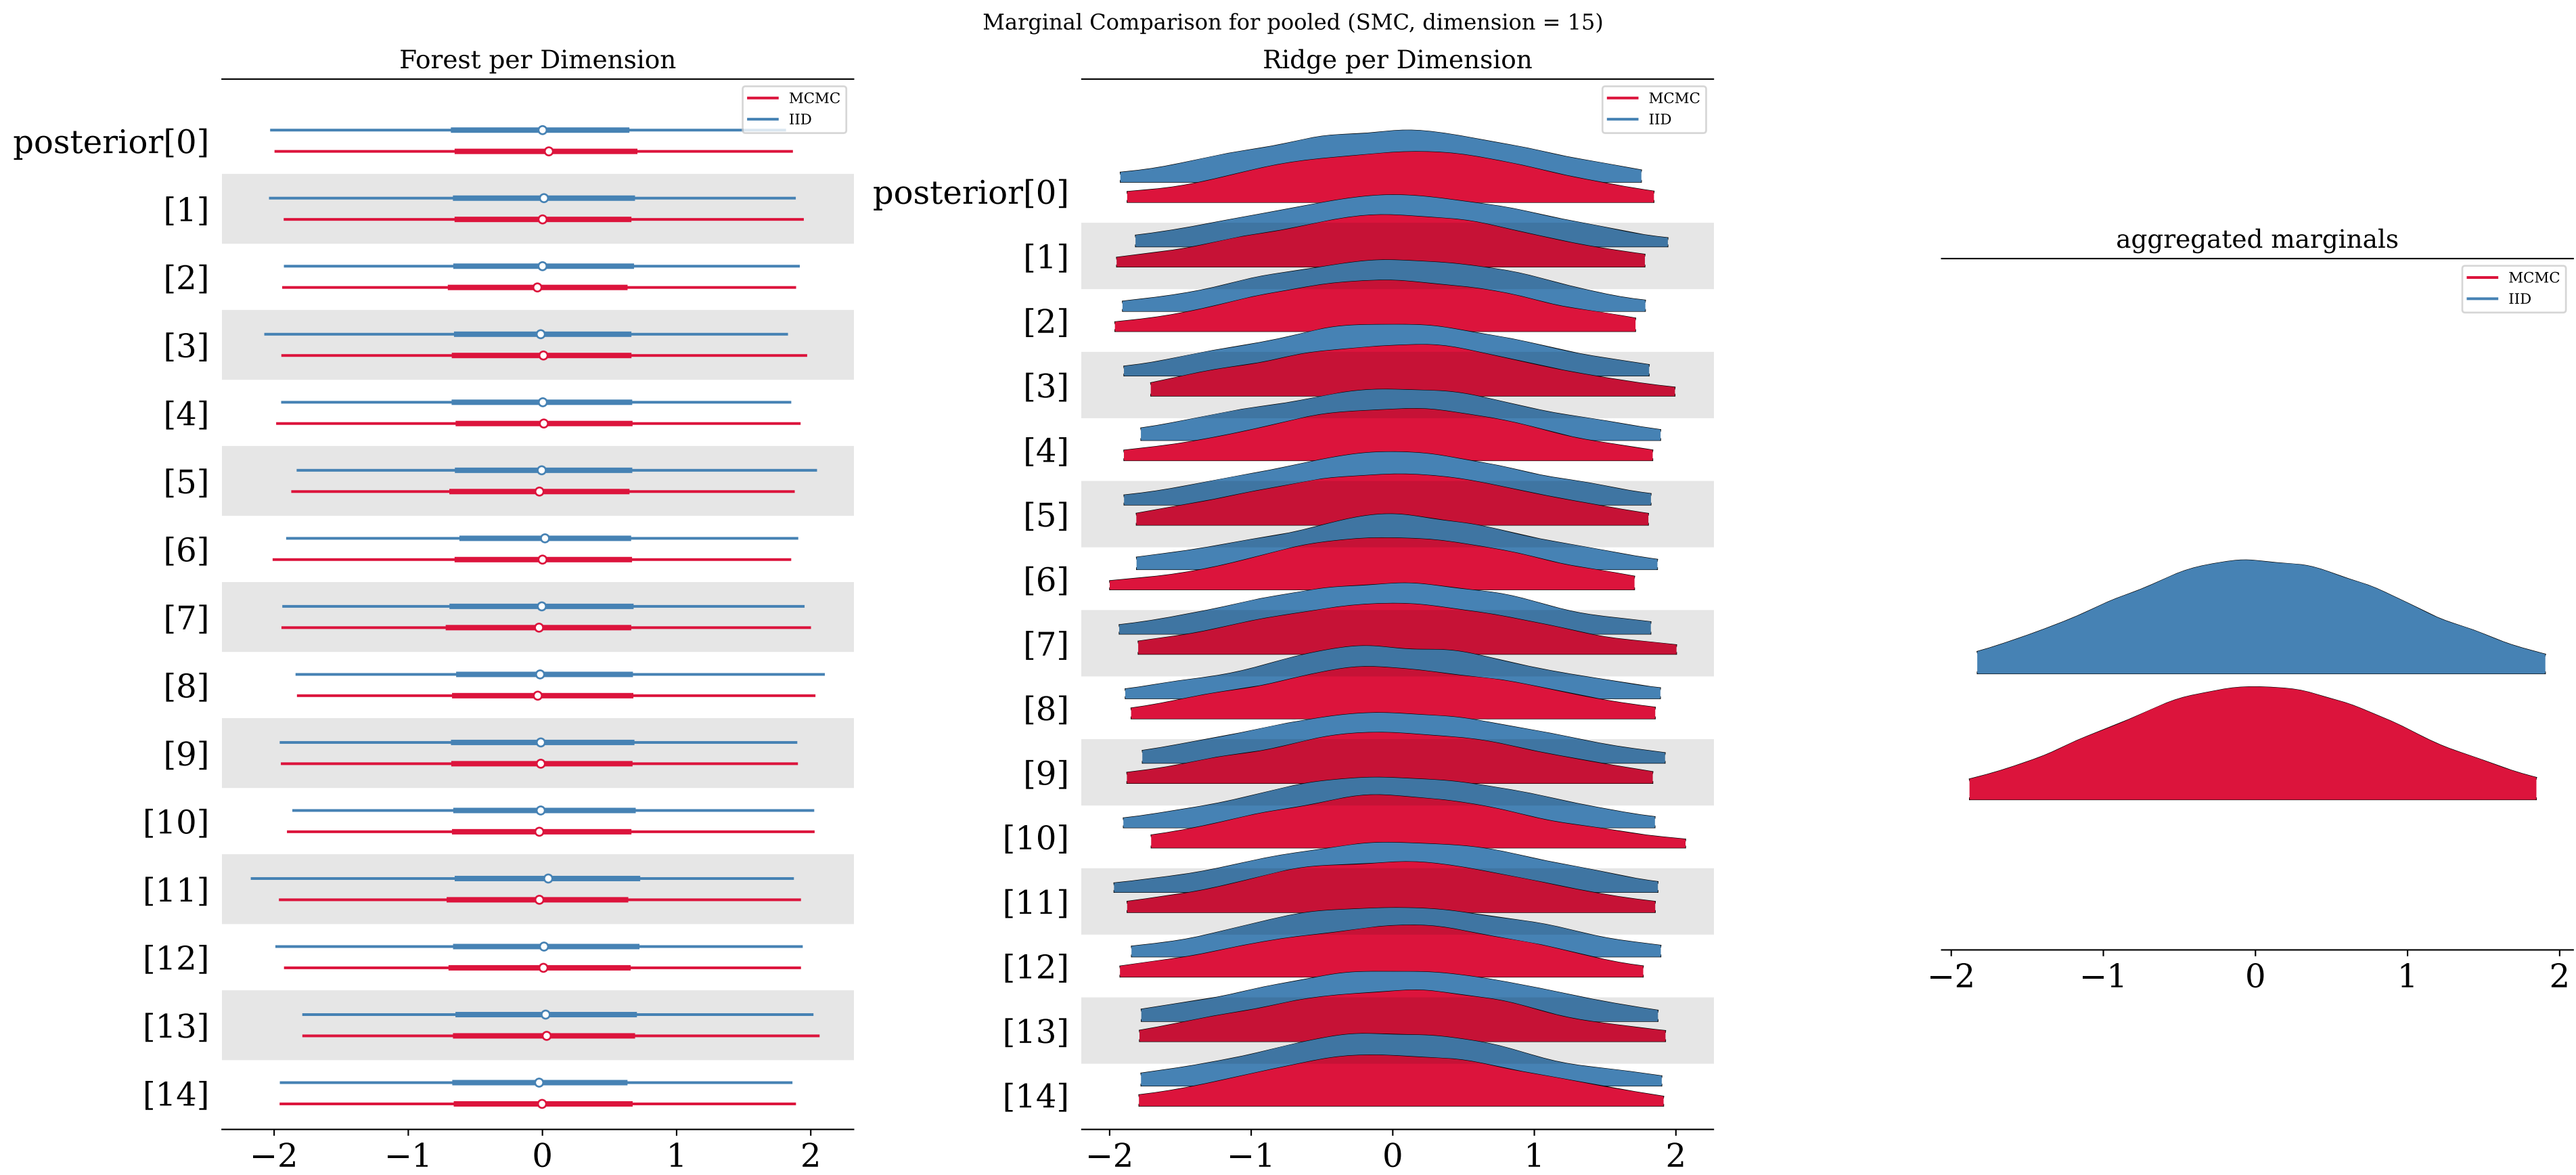 Marginal Comparison for pooled (SMC, dimension = 15)
Forest per Dimension
MCMC
IID
posterior[0]
[1]
[2]
[3]
[4]
[5]
[6]
[7]
[8]
[9]
[10]
[11]
[12]
[13]
[14]
−2 −1 0 1 2
Ridge per Dimension
MCMC
IID
posterior[0]
[1]
[2]
[3]
[4]
[5]
[6]
[7]
[8]
[9]
[10]
[11]
[12]
[13]
[14]
−2 −1 0 1 2
aggregated marginals
MCMC
IID
−2 −1 0 1 2